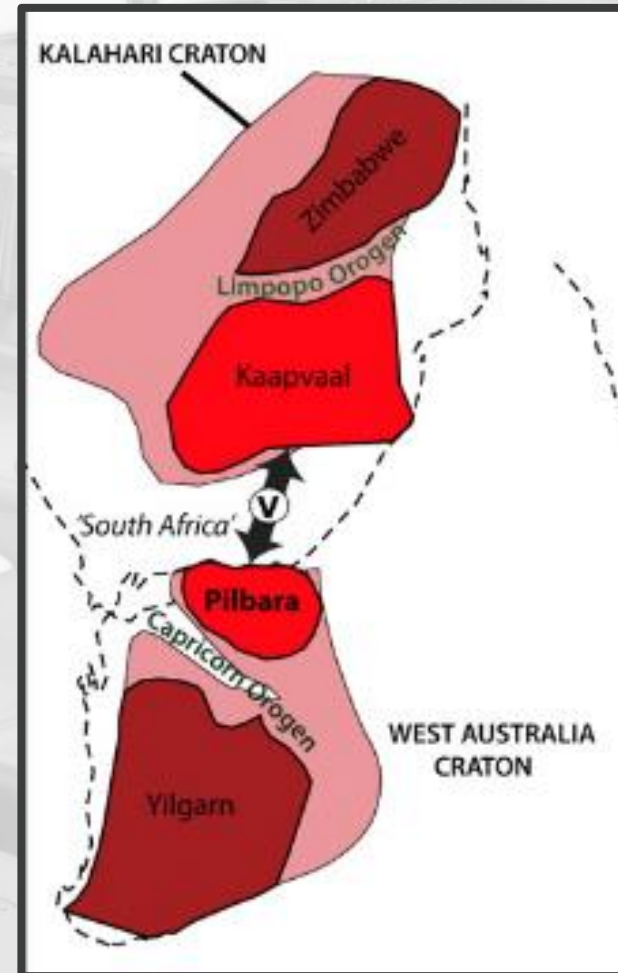 KALAHARI CRATON
Zimbabwe
Limpopo Orogen
Kaapvaal
V
'South Africa'
Pilbara
Capricorn Orogen
WEST AUSTRALIA
CRATON
Yilgarn